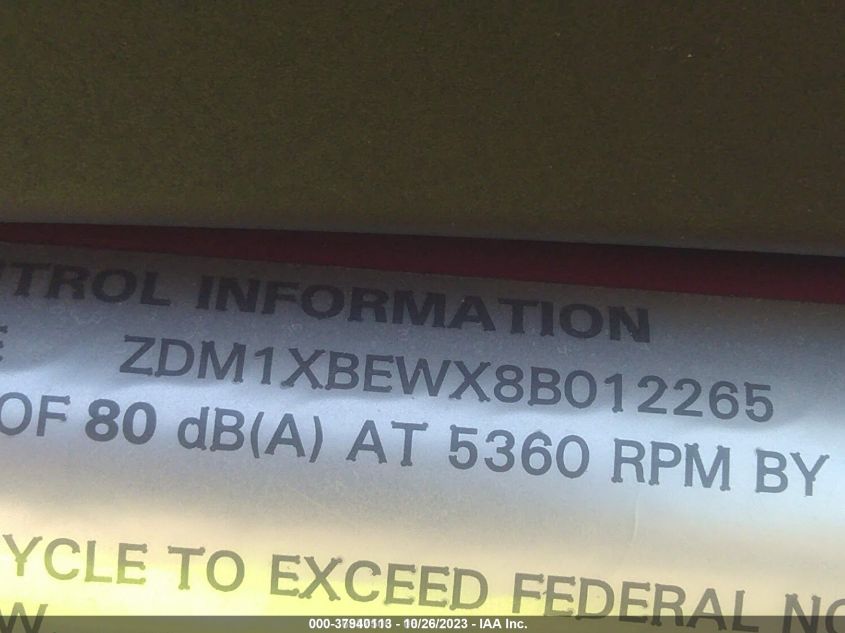 TROL INFORMATION
ZDM1XBEWX8B012265
OF 80 dB(A) AT 5360 RPM BY
YCLE TO EXCEED FEDERAL NO
W
000-37940113 - 10/26/2023 - IAA Inc.